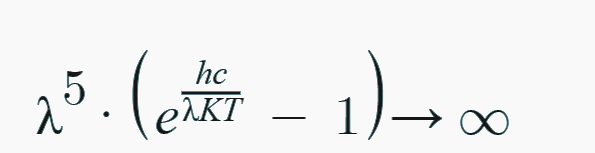 λ^5 · (e^{hc/λKT} − 1) → ∞